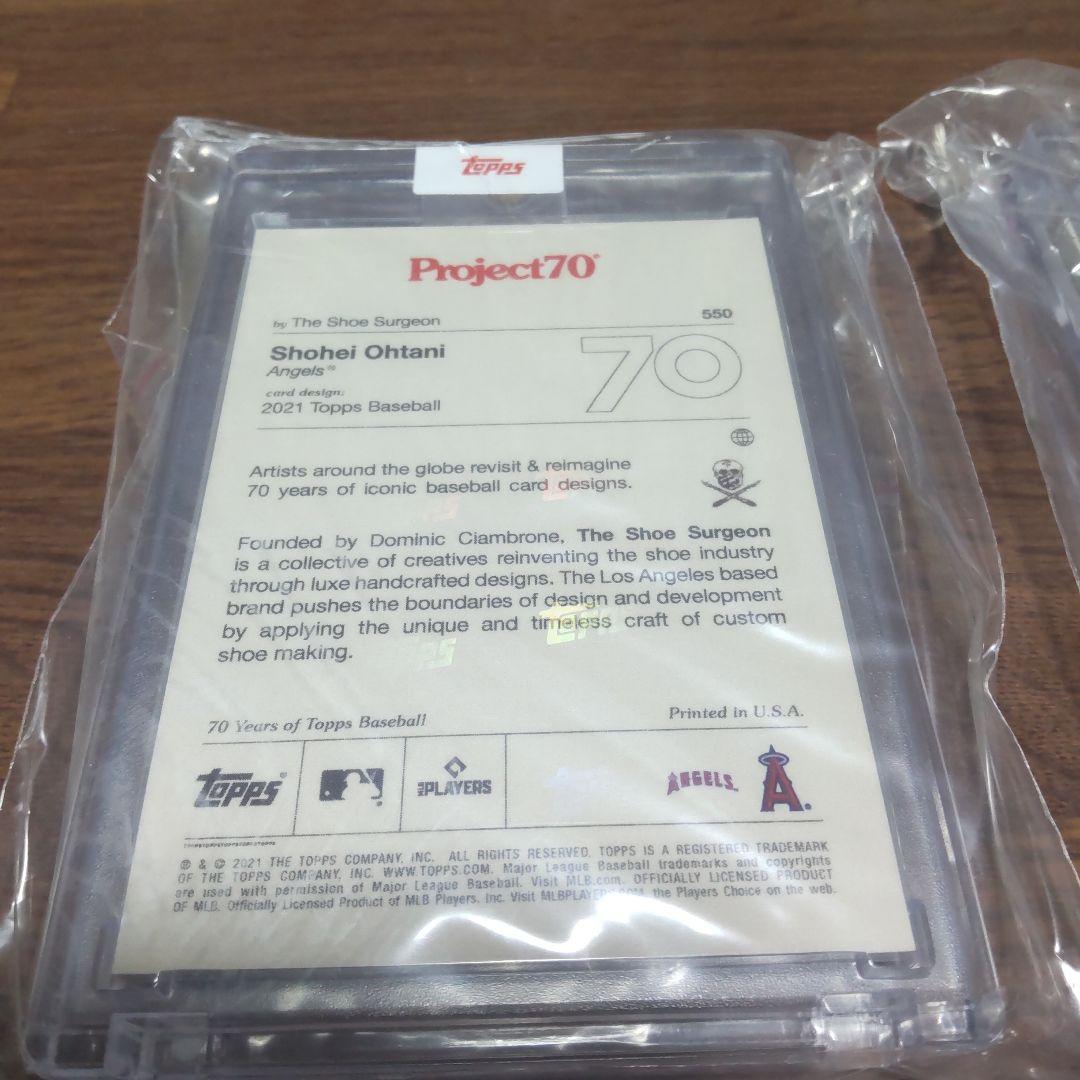 Topps
Project70®
by The Shoe Surgeon 550
Shohei Ohtani
Angels®
card design:
2021 Topps Baseball
70
Artists around the globe revisit & reimagine
70 years of iconic baseball card designs.
Founded by Dominic Ciambrone, The Shoe Surgeon
is a collective of creatives reinventing the shoe industry
through luxe handcrafted designs. The Los Angeles based
brand pushes the boundaries of design and development
by applying the unique and timeless craft of custom
shoe making.
70 Years of Topps Baseball Printed in U.S.A.
Topps® PLAYERS ANGELS. A
® & © 2021 THE TOPPS COMPANY, INC. ALL RIGHTS RESERVED. TOPPS IS A REGISTERED TRADEMARK
OF THE TOPPS COMPANY, INC. WWW.TOPPS.COM. Major League Baseball trademarks and copyrights
are used with permission of Major League Baseball. Visit MLB.com. OFFICIALLY LICENSED PRODUCT
OF MLB. Officially Licensed Product of MLB Players, Inc. Visit the Players Choice on the web.